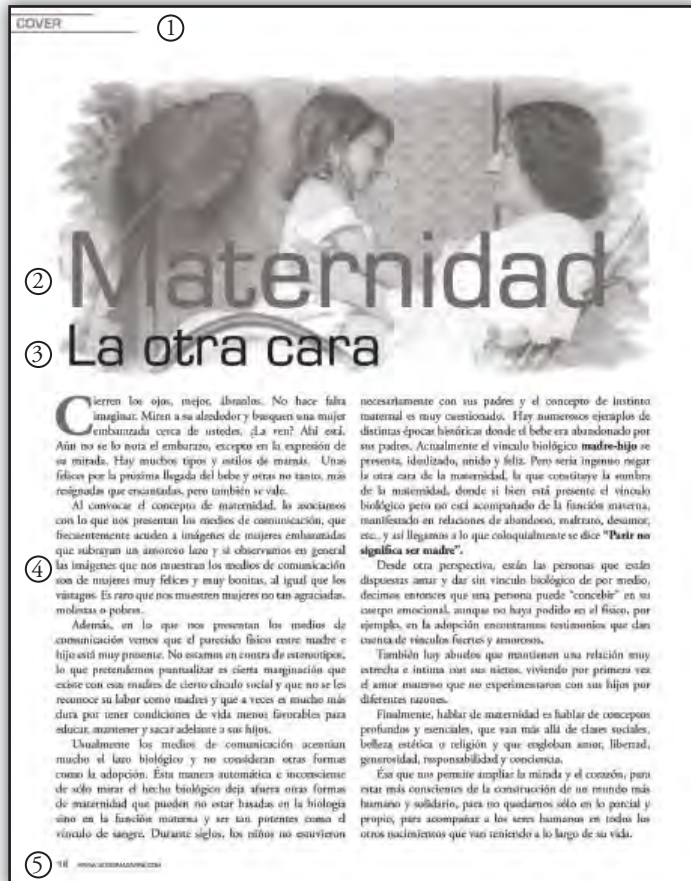 COVER
①
② Maternidad
③ La otra cara
Cierren los ojos, mejor, ábranlos. No hace falta
imaginar. Miren a su alrededor y busquen una mujer
embarazada cerca de ustedes. ¿La ven? Ahí está.
Aún no se lo nota el embarazo, excepto en la expresión de
su mirada. Hay muchos tipos y estilos de mamás. Unas
felices por la próxima llegada del bebe y otras no tanto, más
resignadas que encantadas, pero también se vale.
Al convocar el concepto de maternidad, lo asociamos
con lo que nos presentan los medios de comunicación, que
frecuentemente acuden a imágenes de mujeres embarazadas
que subrayan un amoroso lazo y si observamos en general
④ las imágenes que nos muestran los medios de comunicación
son de mujeres muy felices y muy bonitas, al igual que los
vástagos. Es raro que nos muestren mujeres no tan agraciadas,
molestas o pobres.
Además, en lo que nos presentan los medios de
comunicación vemos que el parecido físico entre madre e
hijo está muy presente. No estamos en contra de estereotipos,
lo que pretendemos puntualizar es cierta marginación que
existe con esas madres de cierto círculo social y que no se les
reconoce su labor como madres y que a veces es mucho más
dura por tener condiciones de vida menos favorables para
educar, mantener y sacar adelante a sus hijos.
Usualmente los medios de comunicación acentúan
mucho el lazo biológico y no consideran otras formas
como la adopción. Ésta manera automática e inconsciente
de sólo mirar el hecho biológico deja afuera otras formas
de maternidad que pueden no estar basadas en la biología
sino en la función materna y ser tan potentes como el
vínculo de sangre. Durante siglos, los niños no estuvieron
necesariamente con sus padres y el concepto de instinto
maternal es muy cuestionado. Hay numerosos ejemplos de
distintas épocas históricas donde el bebe era abandonado por
sus padres. Actualmente el vínculo biológico madre-hijo se
presenta, idealizado, unido y feliz. Pero sería ingenuo negar
la otra cara de la maternidad, la que constituye la sombra
de la maternidad, donde si bien está presente el vínculo
biológico pero no está acompañado de la función materna,
manifestado en relaciones de abandono, maltrato, desamor,
etc., y así llegamos a lo que coloquialmente se dice "Parir no
significa ser madre".
Desde otra perspectiva, están las personas que están
dispuestas amar y dar sin vínculo biológico de por medio,
decimos entonces que una persona puede "concebir" en su
cuerpo emocional, aunque no haya podido en el físico, por
ejemplo, en la adopción encontramos testimonios que dan
cuenta de vínculos fuertes y amorosos.
También hay abuelos que mantienen una relación muy
estrecha e íntima con sus nietos, viviendo por primera vez
el amor materno que no experimentaron con sus hijos por
diferentes razones.
Finalmente, hablar de maternidad es hablar de conceptos
profundos y esenciales, que van más allá de clases sociales,
belleza estética o religión y que engloban amor, libertad,
generosidad, responsabilidad y conciencia.
Ésa que nos permite ampliar la mirada y el corazón, para
estar más conscientes de la construcción de un mundo más
humano y solidario, para no quedarnos sólo en lo parcial y
propio, para acompañar a los seres humanos en todos los
otros nacimientos que van teniendo a lo largo de su vida.
⑤